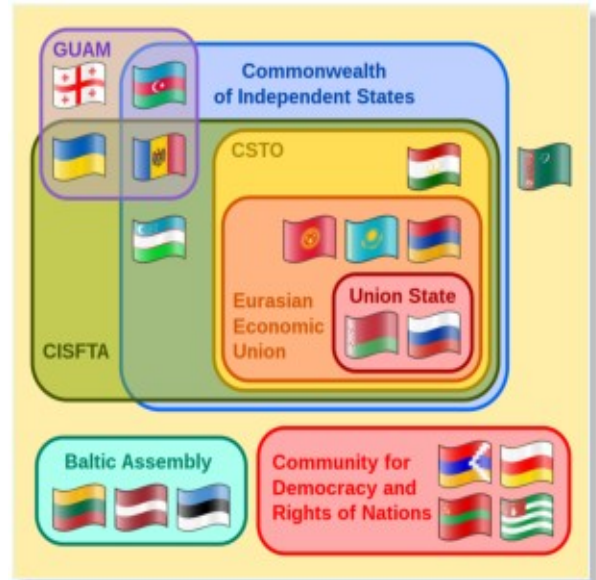 GUAM
Commonwealth
of Independent States
CSTO
Eurasian
Economic
Union
Union State
CISFTA
Baltic Assembly
Community for
Democracy and
Rights of Nations